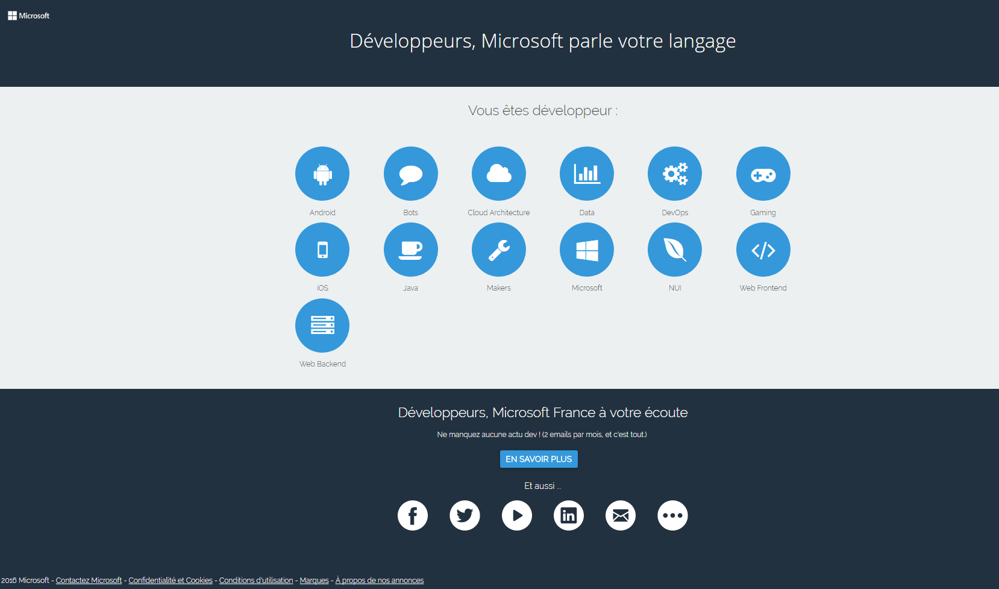 Microsoft
Développeurs, Microsoft parle votre langage
Vous êtes développeur :
Android
Bots
Cloud Architecture
Data
DevOps
Gaming
iOS
Java
Makers
Microsoft
NUI
Web Frontend
Web Backend
Développeurs, Microsoft France à votre écoute
Ne manquez aucune actu dev ! (2 emails par mois, et c'est tout.)
EN SAVOIR PLUS
Et aussi ...
2016 Microsoft - Contactez Microsoft - Confidentialité et Cookies - Conditions d'utilisation - Marques - À propos de nos annonces